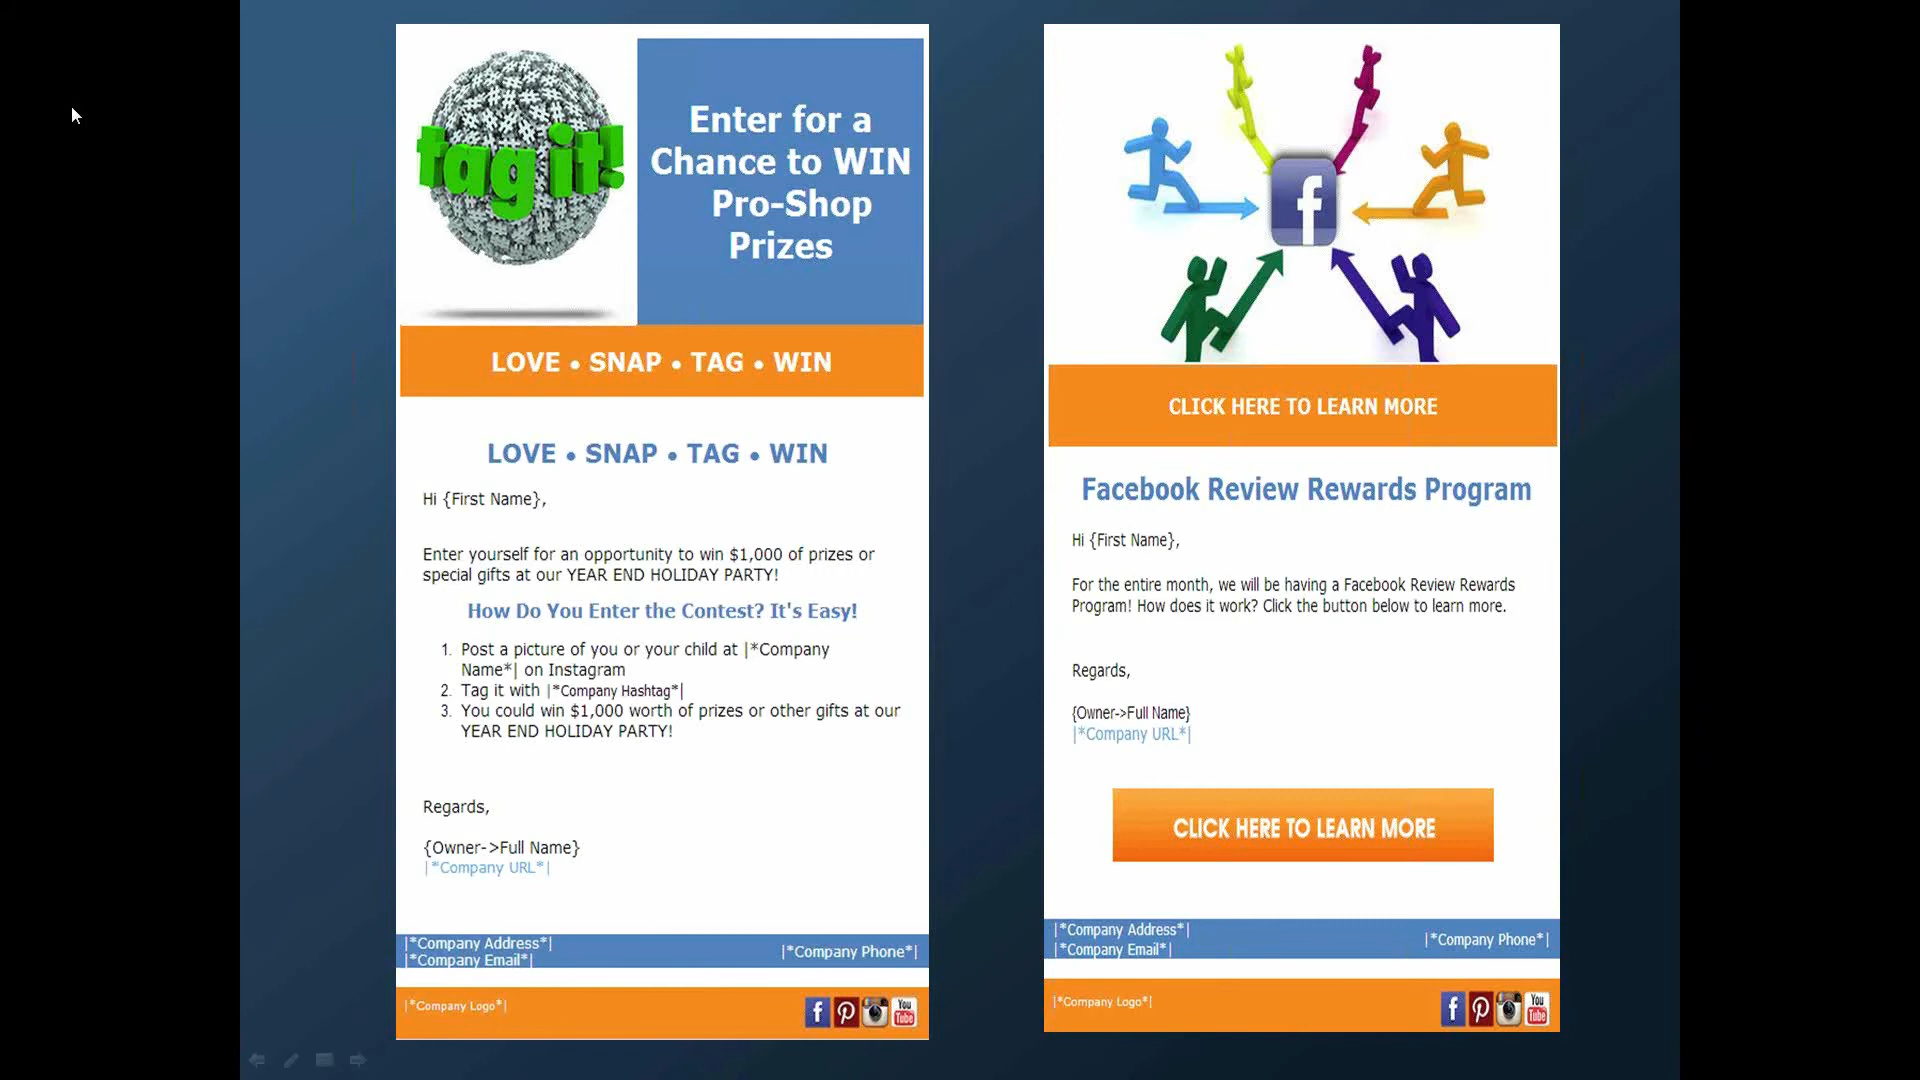 tag it!
Enter for a
Chance to WIN
Pro-Shop
Prizes
LOVE • SNAP • TAG • WIN
LOVE • SNAP • TAG • WIN
Hi {First Name},
Enter yourself for an opportunity to win $1,000 of prizes or
special gifts at our YEAR END HOLIDAY PARTY!
How Do You Enter the Contest? It's Easy!
1. Post a picture of you or your child at |*Company
Name*| on Instagram
2. Tag it with |*Company Hashtag*|
3. You could win $1,000 worth of prizes or other gifts at our
YEAR END HOLIDAY PARTY!
Regards,
{Owner->Full Name}
|*Company URL*|
|*Company Address*|
|*Company Email*|
|*Company Phone*|
|*Company Logo*|
f
You
Tube
f
CLICK HERE TO LEARN MORE
Facebook Review Rewards Program
Hi {First Name},
For the entire month, we will be having a Facebook Review Rewards
Program! How does it work? Click the button below to learn more.
Regards,
{Owner->Full Name}
|*Company URL*|
CLICK HERE TO LEARN MORE
|*Company Address*|
|*Company Email*|
|*Company Phone*|
|*Company Logo*|
f
You
Tube